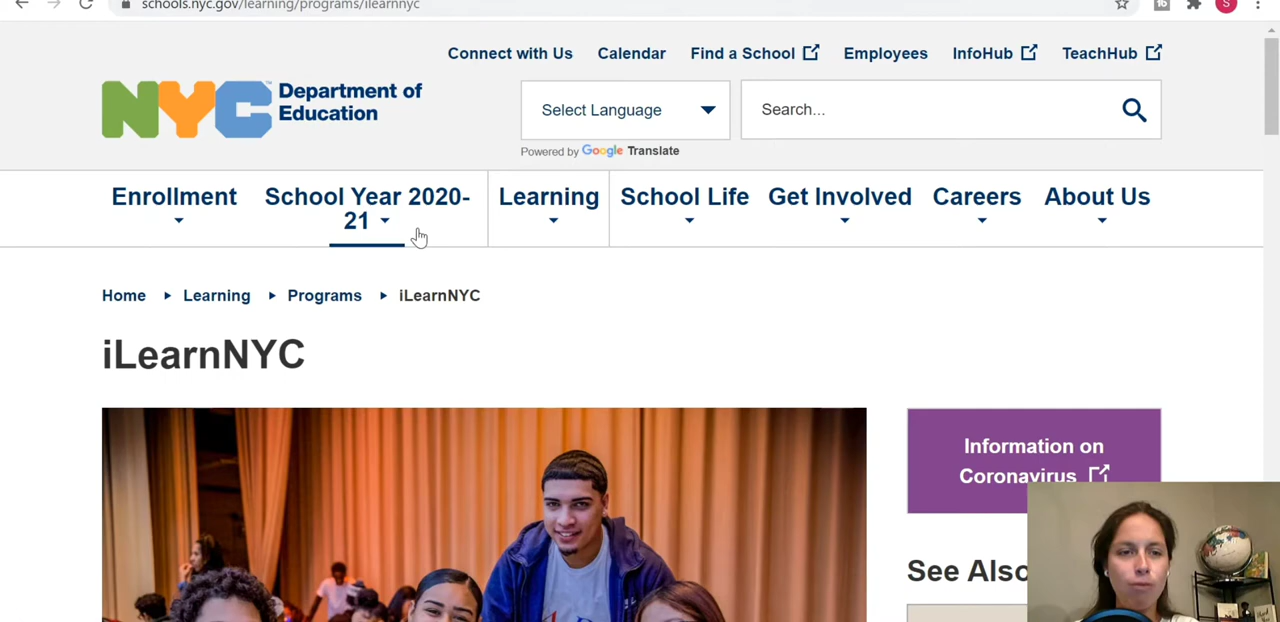 schools.nyc.gov/learning/programs/ilearnnyc
S
Connect with Us Calendar Find a School Employees InfoHub TeachHub
NYC Department of
Education
Select Language
Search...
Powered by Google Translate
Enrollment School Year 2020-
21 Learning School Life Get Involved Careers About Us
Home Learning Programs iLearnNYC
iLearnNYC
Information on
Coronavirus
See Also